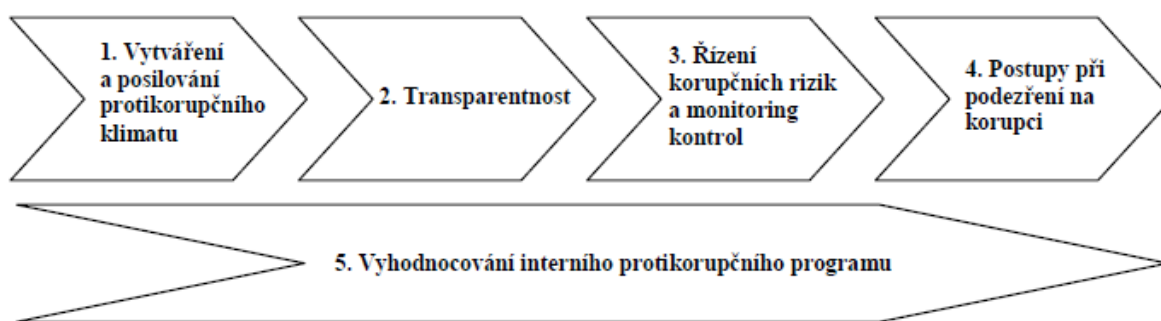 1. Vytváření
a posilování
protikorupčního
klimatu
2. Transparentnost
3. Řízení
korupčních rizik
a monitoring
kontrol
4. Postupy při
podezření na
korupci
5. Vyhodnocování interního protikorupčního programu